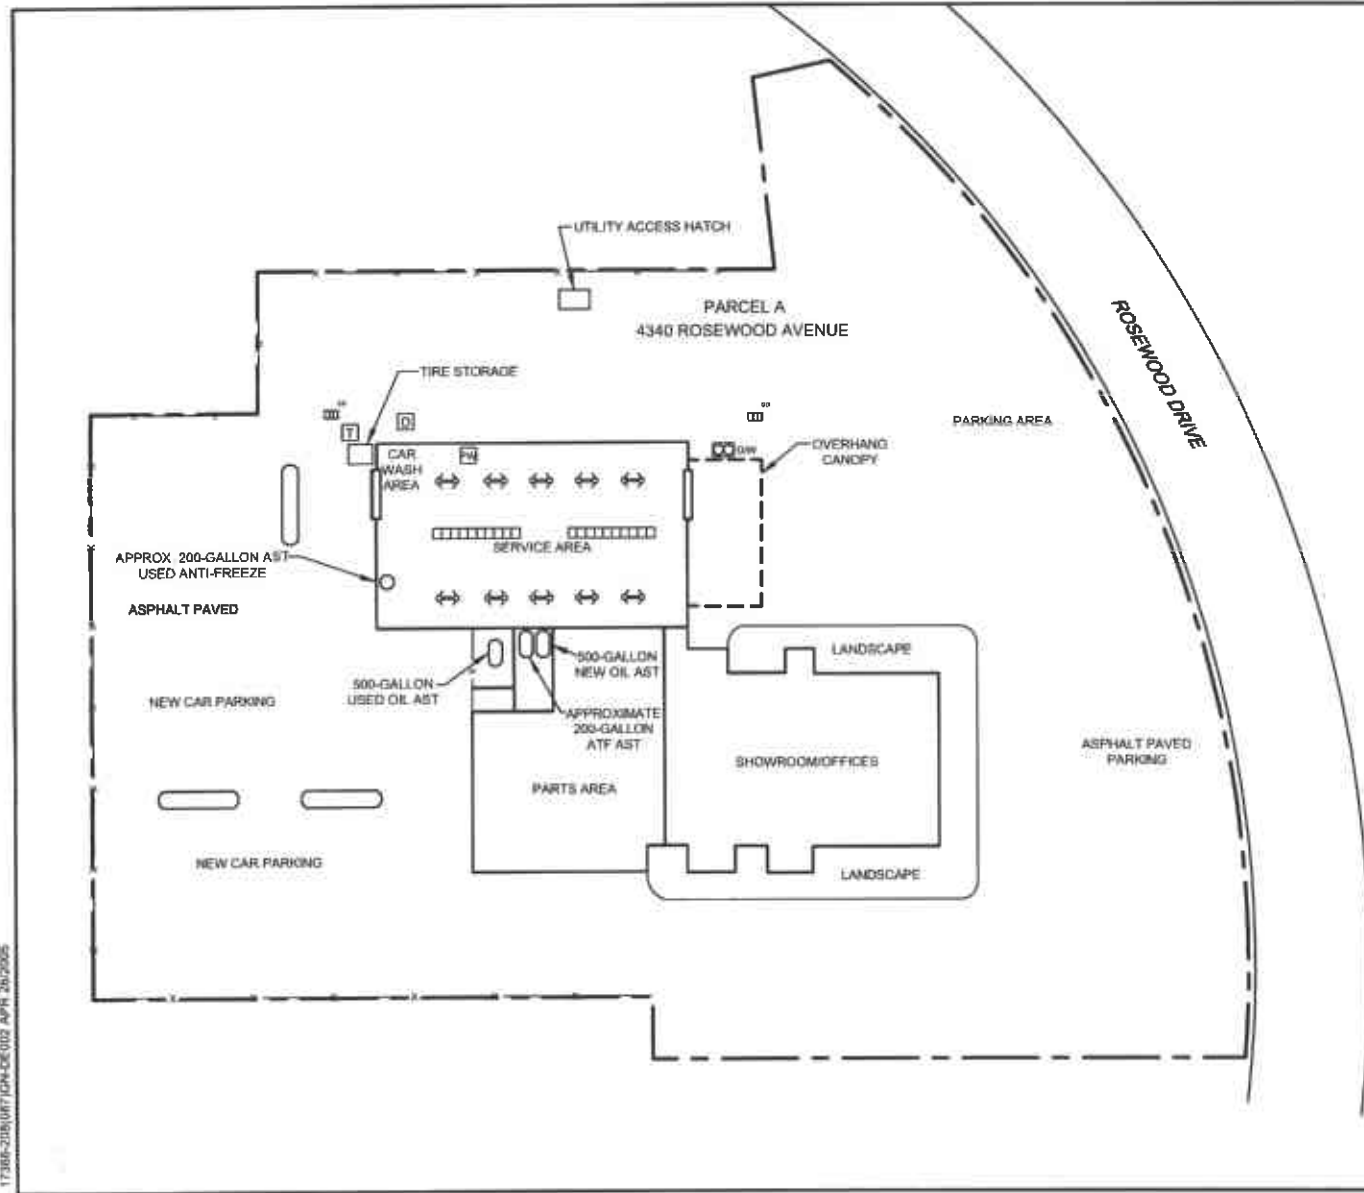 UTILITY ACCESS HATCH
PARCEL A
4340 ROSEWOOD AVENUE
ROSEWOOD DRIVE
TIRE STORAGE
T
D
CAR
WASH
AREA
PW
O/W
OVERHANG
CANOPY
PARKING AREA
SERVICE AREA
APPROX. 200-GALLON AST
USED ANTI-FREEZE
ASPHALT PAVED
LANDSCAPE
500-GALLON
NEW OIL AST
500-GALLON
USED OIL AST
NEW CAR PARKING
APPROXIMATE
200-GALLON
ATF AST
SHOWROOM/OFFICES
ASPHALT PAVED
PARKING
PARTS AREA
NEW CAR PARKING
LANDSCAPE
APR 28/2005